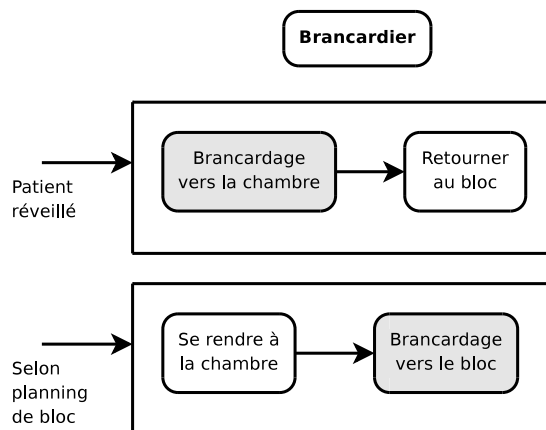 Brancardier
Patient
réveillé
Brancardage
vers la chambre
Retourner
au bloc
Selon
planning
de bloc
Se rendre à
la chambre
Brancardage
vers le bloc